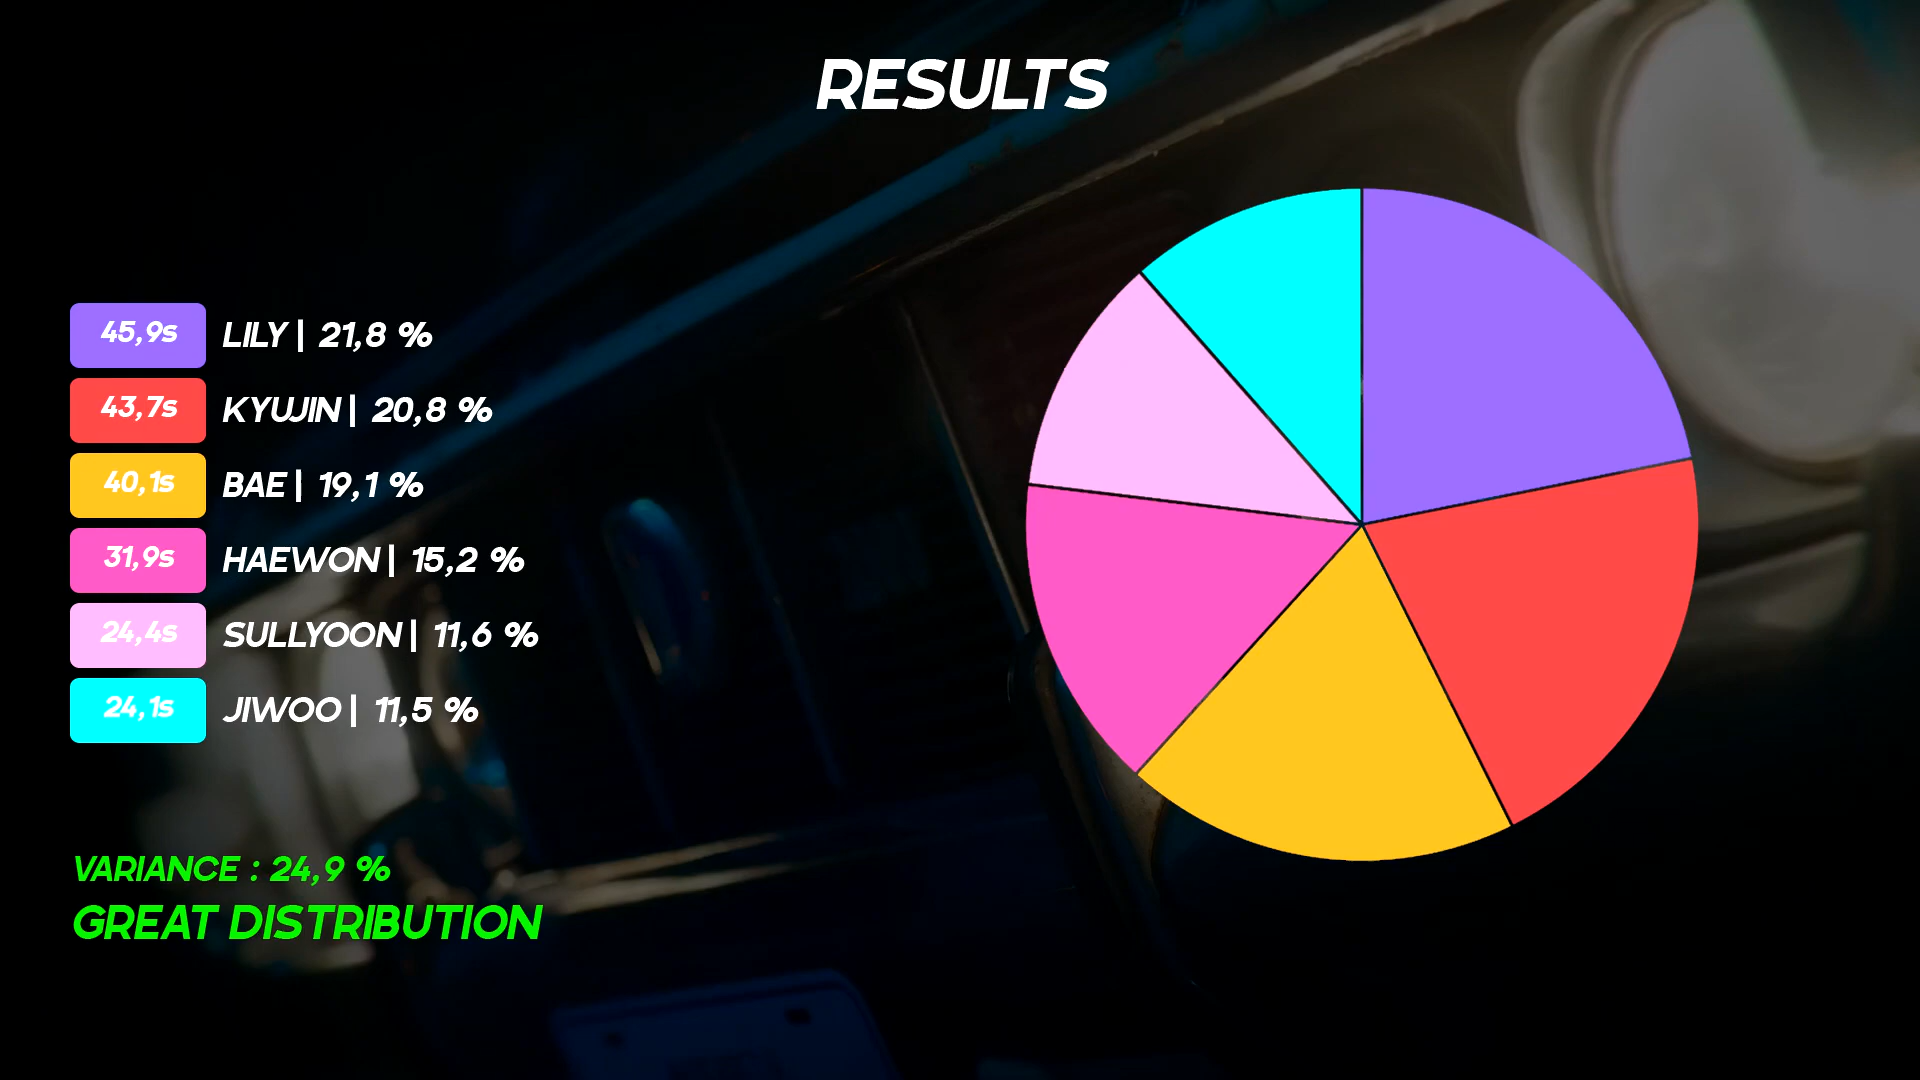 RESULTS
45,9s LILY | 21,8 %
43,7s KYUJIN | 20,8 %
40,1s BAE | 19,1 %
31,9s HAEWON | 15,2 %
24,4s SULLYOON | 11,6 %
24,1s JIWOO | 11,5 %
VARIANCE : 24,9 %
GREAT DISTRIBUTION